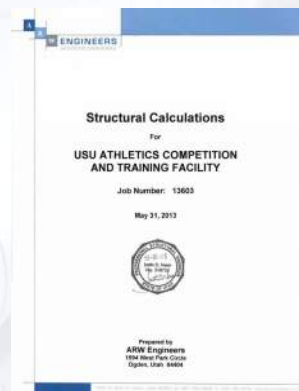 A
R
W ENGINEERS
Structural Calculations
For
USU ATHLETICS COMPETITION
AND TRAINING FACILITY
Job Number: 13603
May 31, 2013
Prepared by
ARW Engineers
1594 West Park Circle
Ogden, Utah 84404